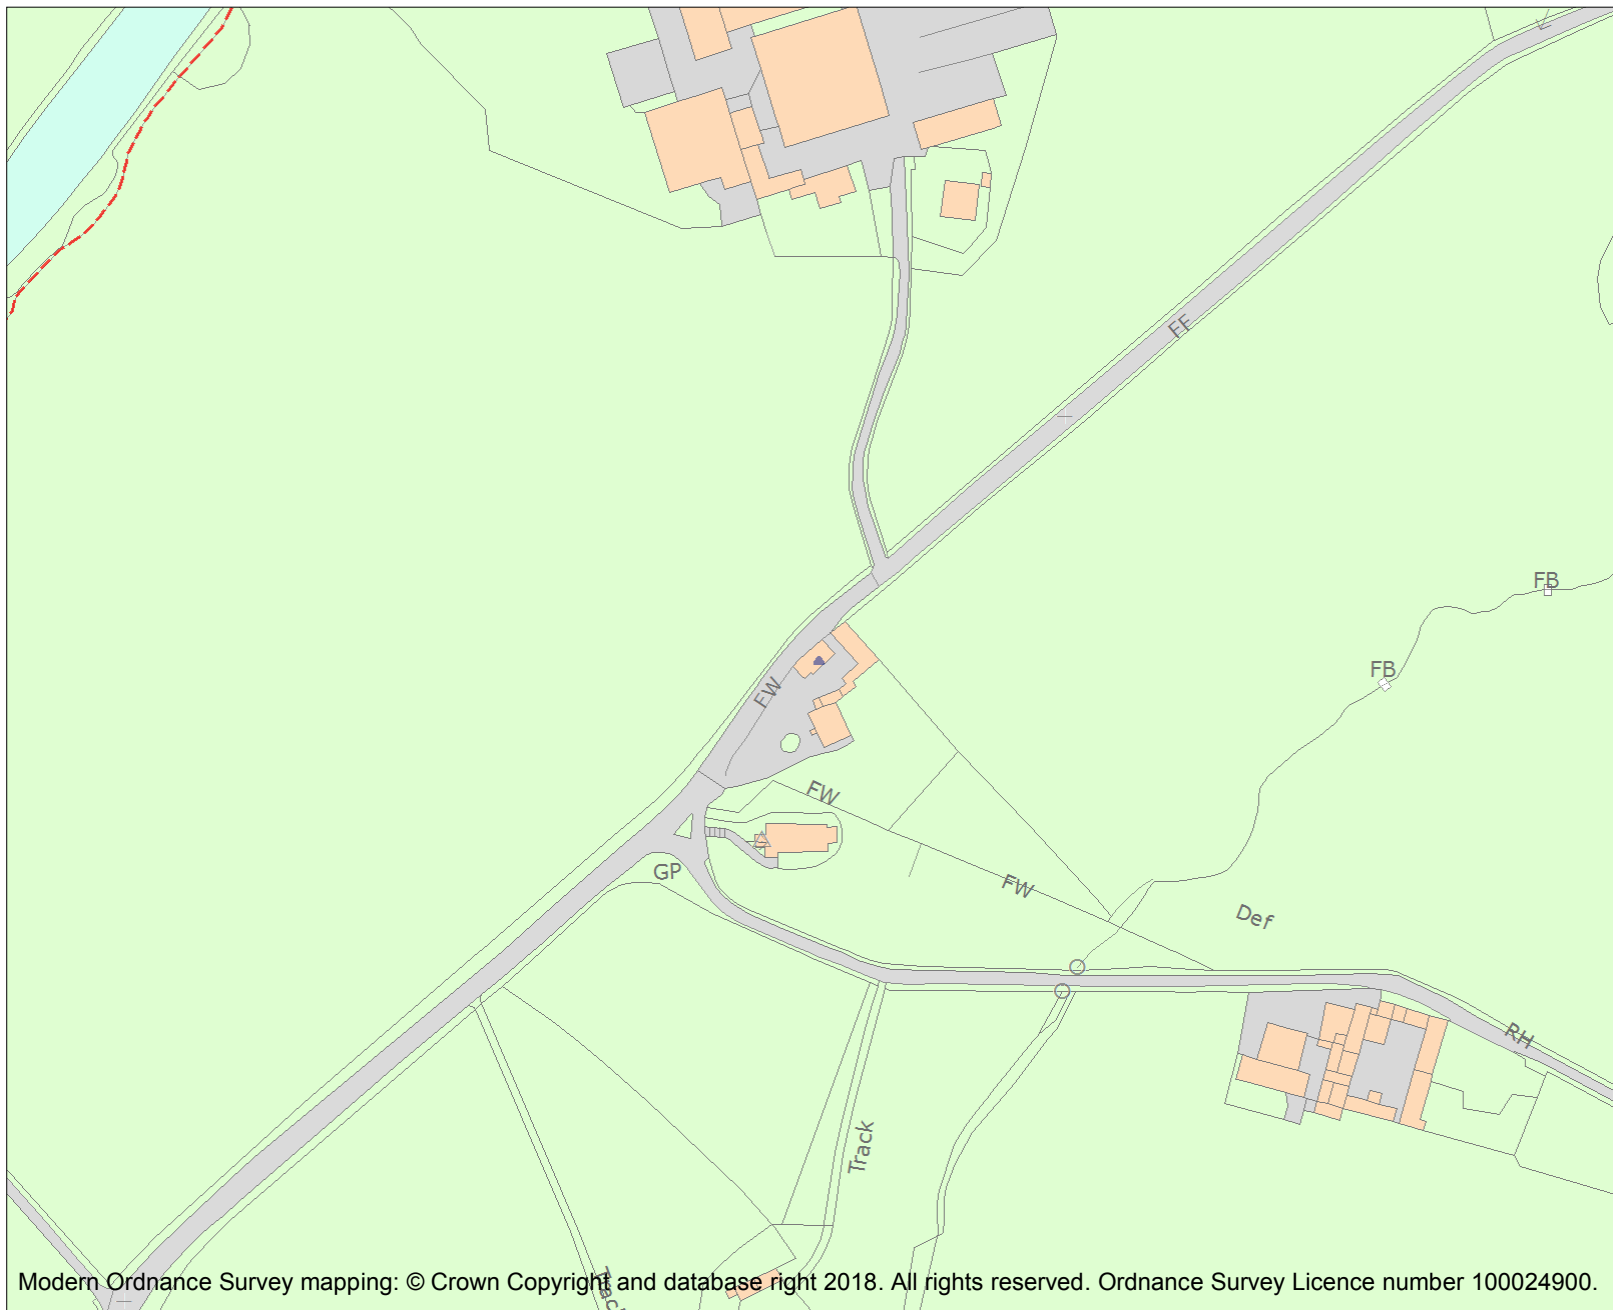 FF
FB
FB
FW
FW
GP
FW
Def
RH
Track
Track
Modern Ordnance Survey mapping: © Crown Copyright and database right 2018. All rights reserved. Ordnance Survey Licence number 100024900.